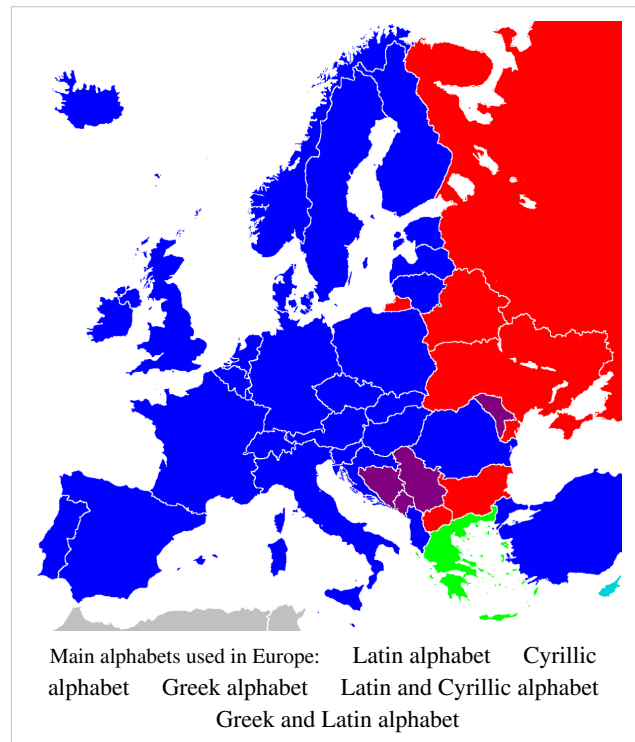 Main alphabets used in Europe: Latin alphabet Cyrillic
alphabet Greek alphabet Latin and Cyrillic alphabet
Greek and Latin alphabet